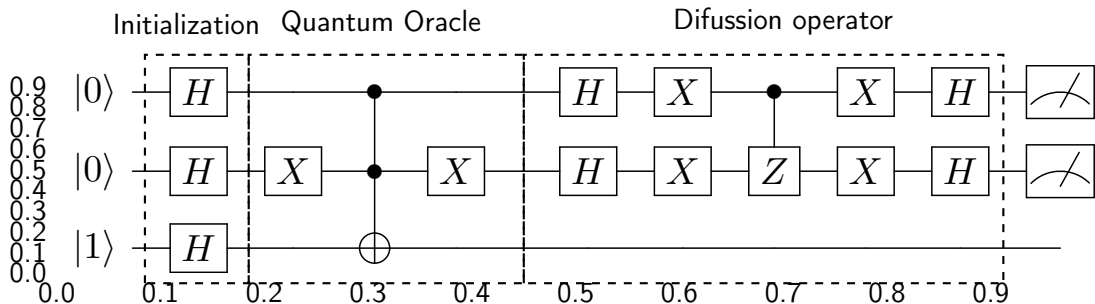 Initialization Quantum Oracle Difussion operator
0.9 |0⟩ H H X X H
0.8
0.7
0.6
0.5 |0⟩ H X X H X Z X H
0.4
0.3
0.2
0.1 |1⟩ H
0.0
0.0 0.1 0.2 0.3 0.4 0.5 0.6 0.7 0.8 0.9